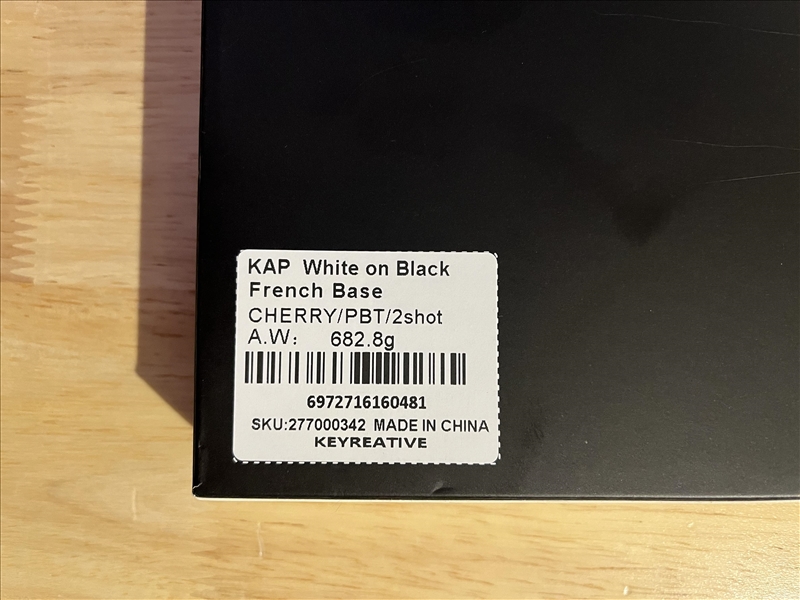 KAP White on Black
French Base
CHERRY/PBT/2shot
A.W： 682.8g
6972716160481
SKU:277000342 MADE IN CHINA
KEYREATIVE